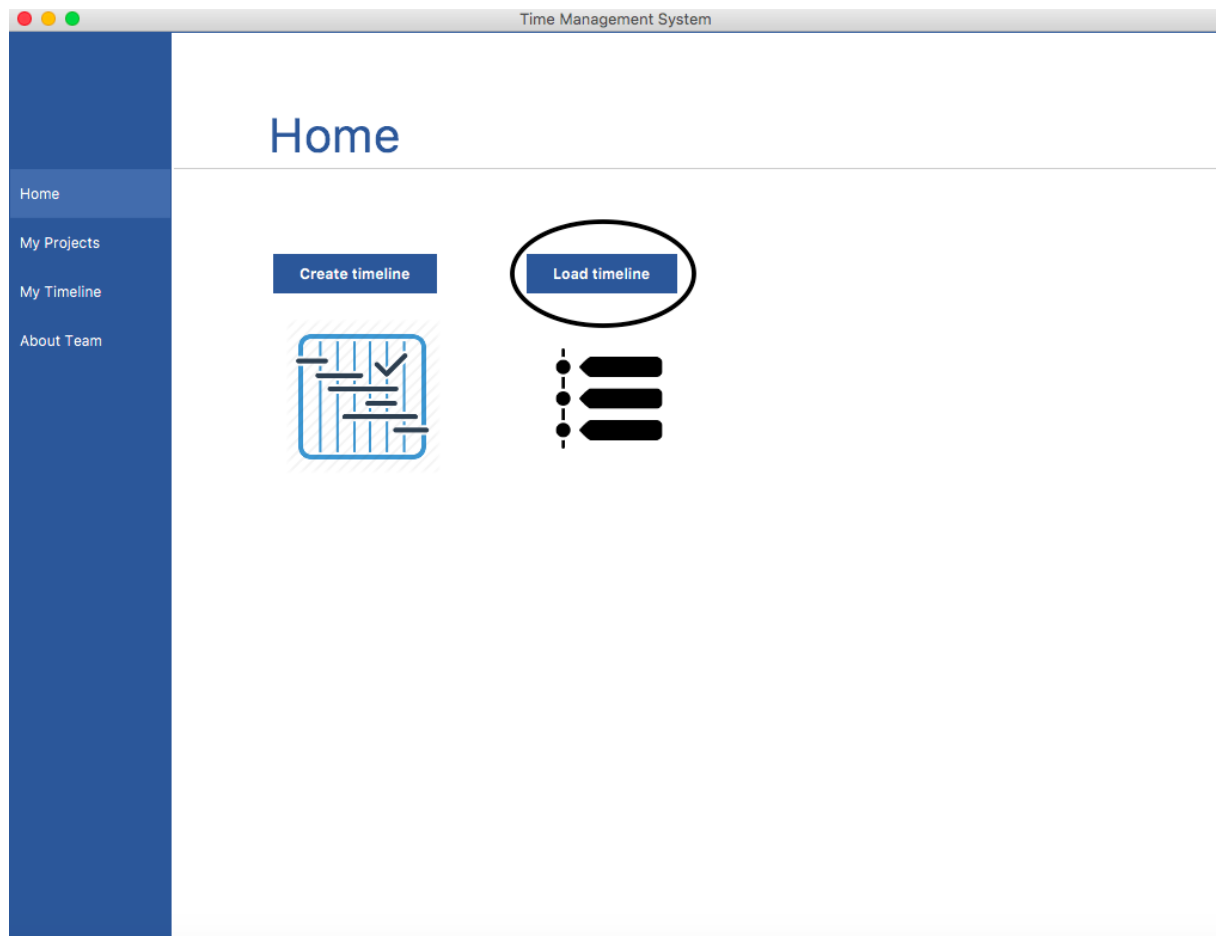 Time Management System
Home
Home
My Projects
My Timeline
About Team
Create timeline
Load timeline